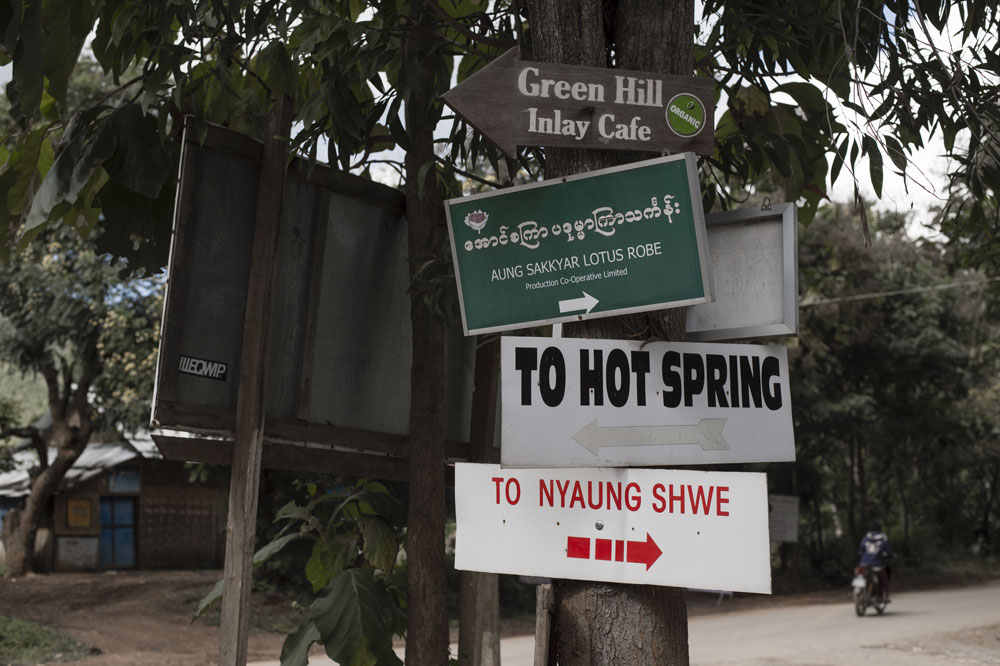 Green Hill
Inlay Cafe
ORGANIC
အောင်စကြာ ပဒုမ္မာကြာသင်္ကန်း
AUNG SAKKYAR LOTUS ROBE
Production Co-Operative Limited
TO HOT SPRING
TO NYAUNG SHWE